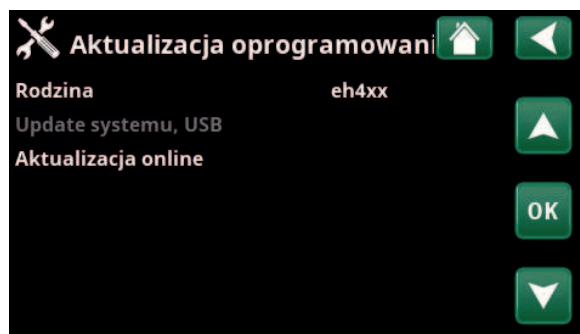 Aktualizacja oprogramowani
Rodzina eh4xx
Update systemu, USB
Aktualizacja online
OK